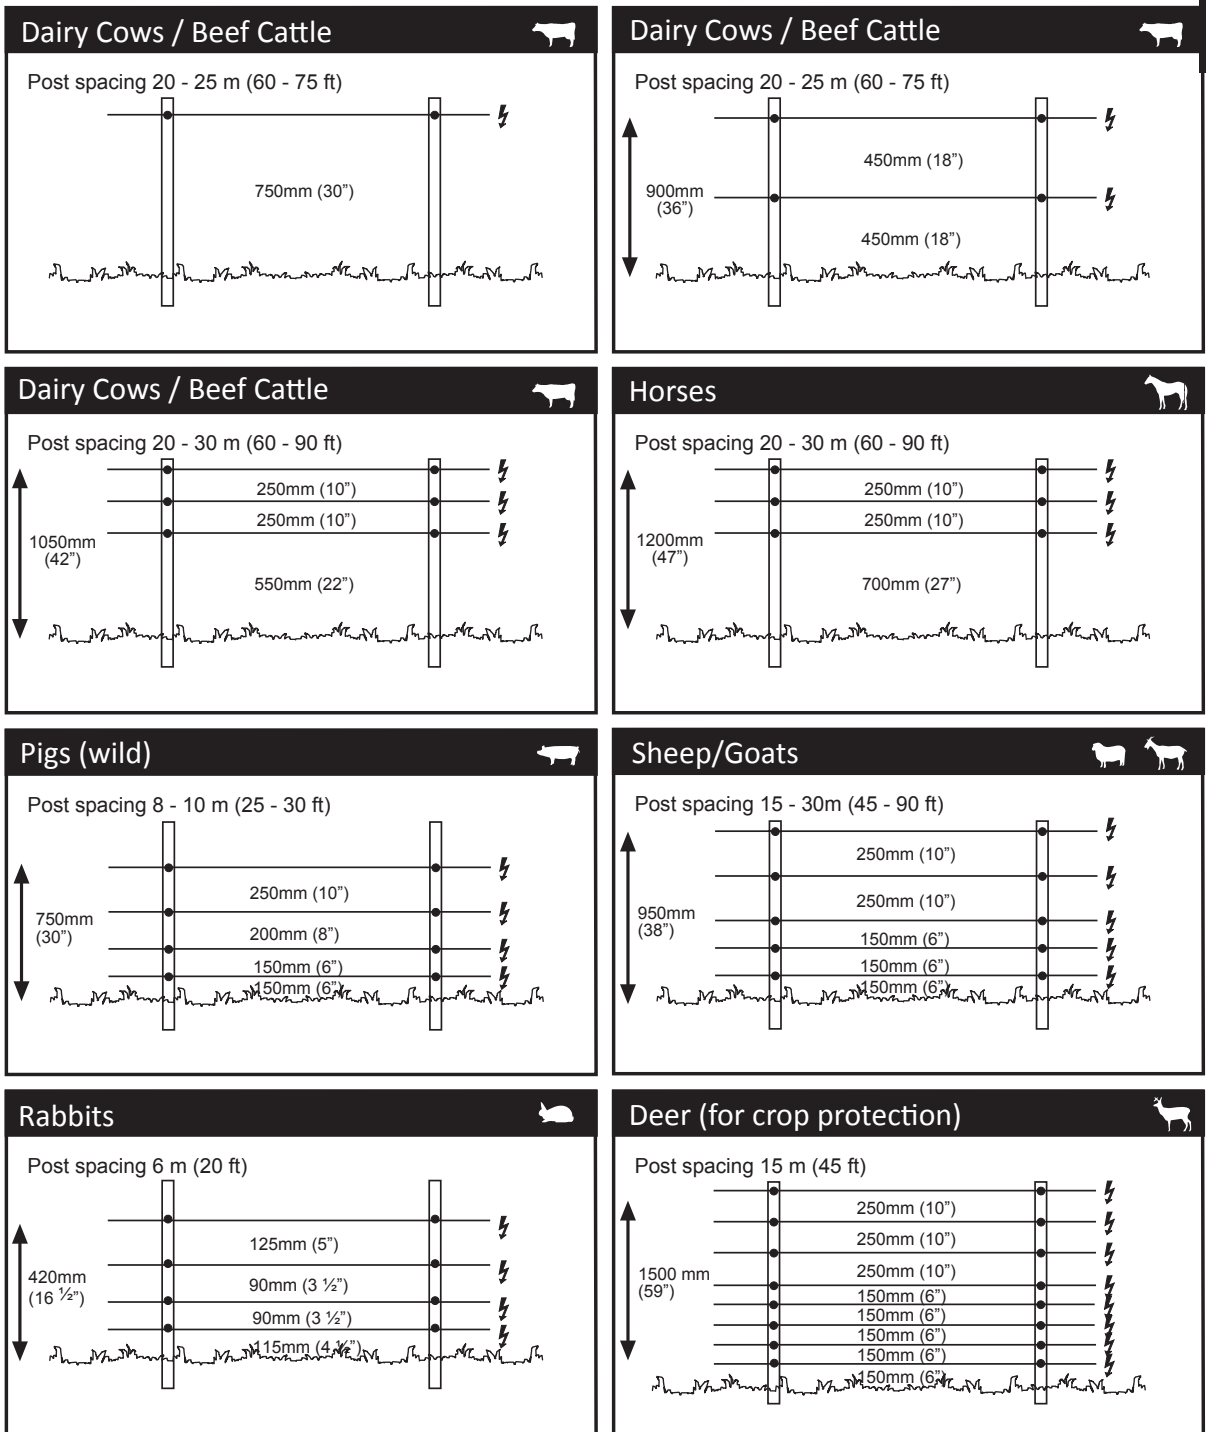 Dairy Cows / Beef Cattle
Post spacing 20 - 25 m (60 - 75 ft)
750mm (30”)
Dairy Cows / Beef Cattle
Post spacing 20 - 25 m (60 - 75 ft)
450mm (18”)
900mm
(36”)
450mm (18”)
Dairy Cows / Beef Cattle
Post spacing 20 - 30 m (60 - 90 ft)
250mm (10”)
250mm (10”)
1050mm
(42”)
550mm (22”)
Horses
Post spacing 20 - 30 m (60 - 90 ft)
250mm (10”)
250mm (10”)
1200mm
(47”)
700mm (27”)
Pigs (wild)
Post spacing 8 - 10 m (25 - 30 ft)
250mm (10”)
750mm
(30”)
200mm (8”)
150mm (6”)
150mm (6”)
Sheep/Goats
Post spacing 15 - 30m (45 - 90 ft)
250mm (10”)
250mm (10”)
950mm
(38”)
150mm (6”)
150mm (6”)
150mm (6”)
Rabbits
Post spacing 6 m (20 ft)
125mm (5”)
420mm
(16 ½”)
90mm (3 ½”)
90mm (3 ½”)
115mm (4 ½”)
Deer (for crop protection)
Post spacing 15 m (45 ft)
250mm (10”)
250mm (10”)
250mm (10”)
1500 mm
(59”)
150mm (6”)
150mm (6”)
150mm (6”)
150mm (6”)
150mm (6”)